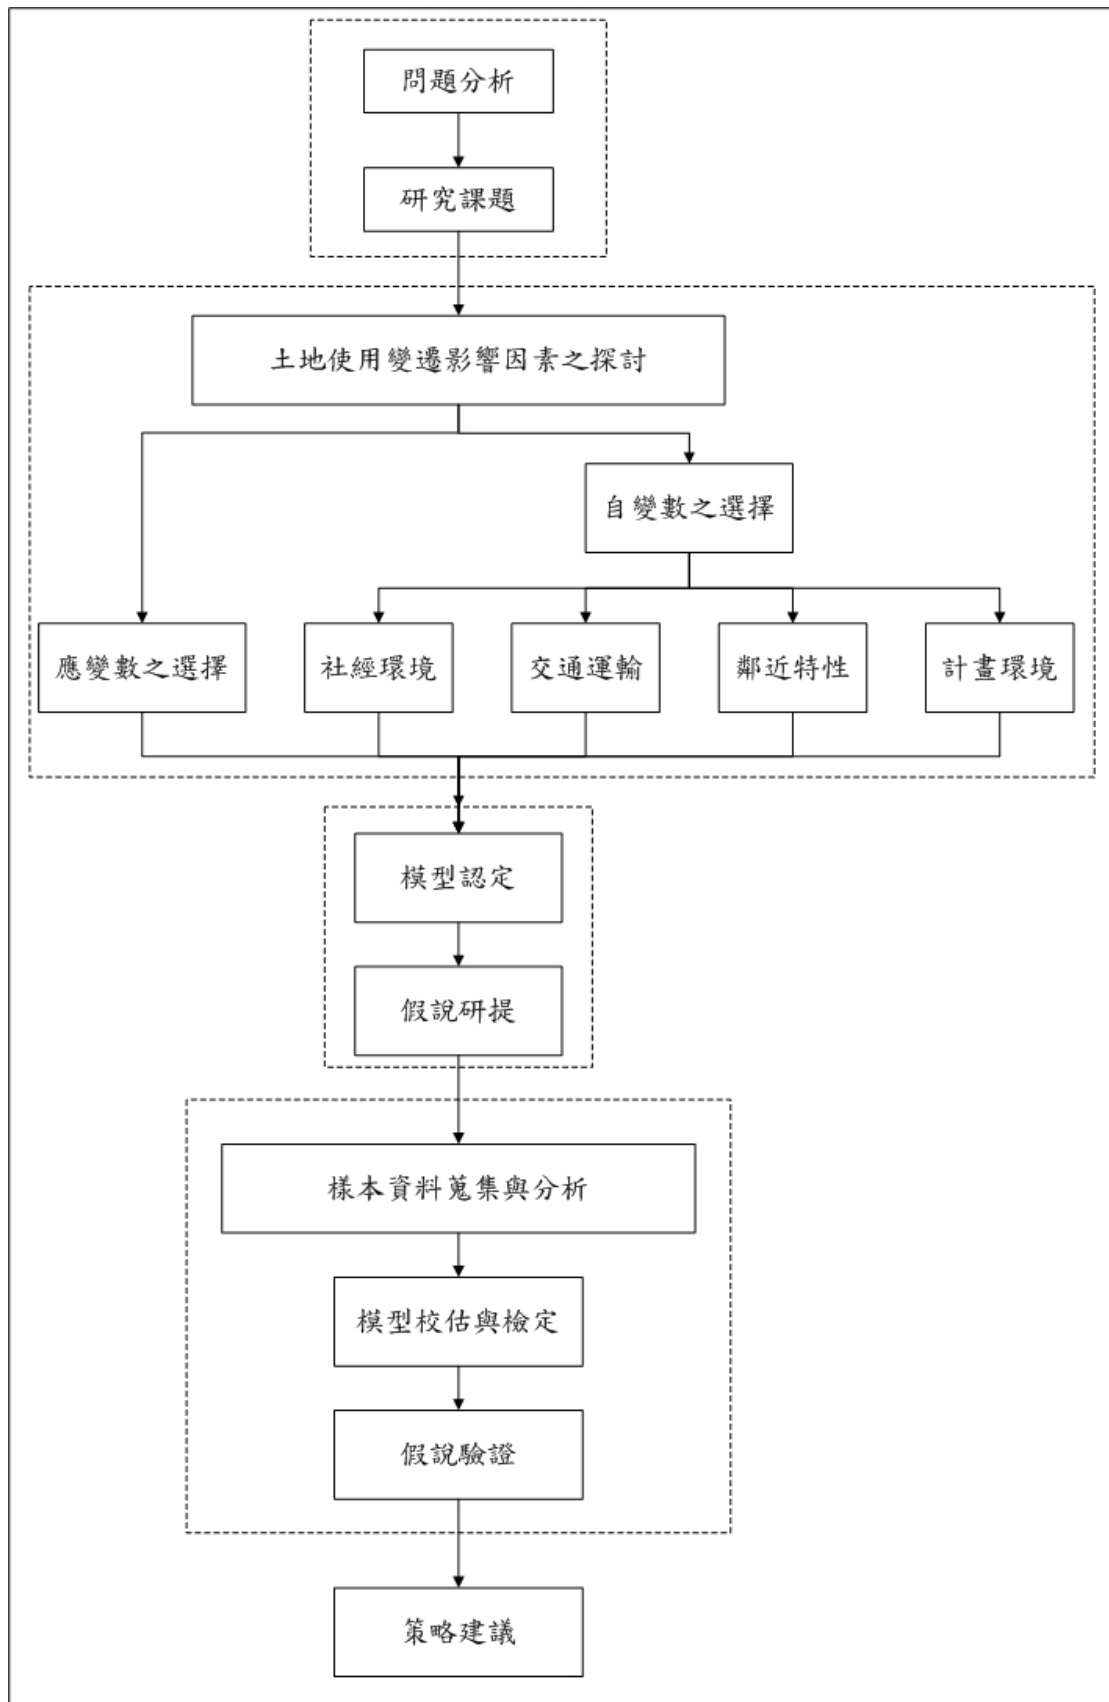 問題分析
研究課題
土地使用變遷影響因素之探討
自變數之選擇
應變數之選擇
社經環境
交通運輸
鄰近特性
計畫環境
模型認定
假說研提
樣本資料蒐集與分析
模型校估與檢定
假說驗證
策略建議